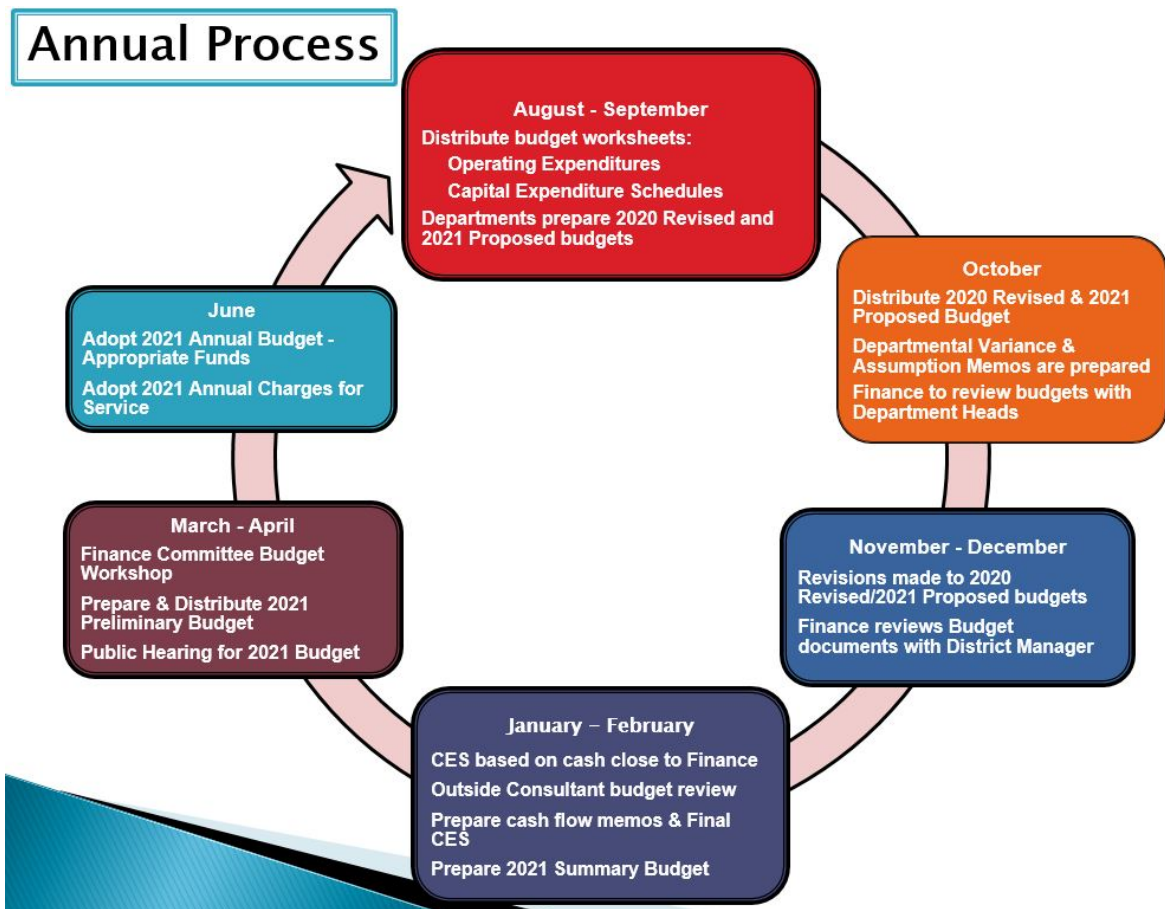 Annual Process
August - September
Distribute budget worksheets:
Operating Expenditures
Capital Expenditure Schedules
Departments prepare 2020 Revised and
2021 Proposed budgets
October
Distribute 2020 Revised & 2021
Proposed Budget
Departmental Variance &
Assumption Memos are prepared
Finance to review budgets with
Department Heads
November - December
Revisions made to 2020
Revised/2021 Proposed budgets
Finance reviews Budget
documents with District Manager
January – February
CES based on cash close to Finance
Outside Consultant budget review
Prepare cash flow memos & Final
CES
Prepare 2021 Summary Budget
March - April
Finance Committee Budget
Workshop
Prepare & Distribute 2021
Preliminary Budget
Public Hearing for 2021 Budget
June
Adopt 2021 Annual Budget -
Appropriate Funds
Adopt 2021 Annual Charges for
Service